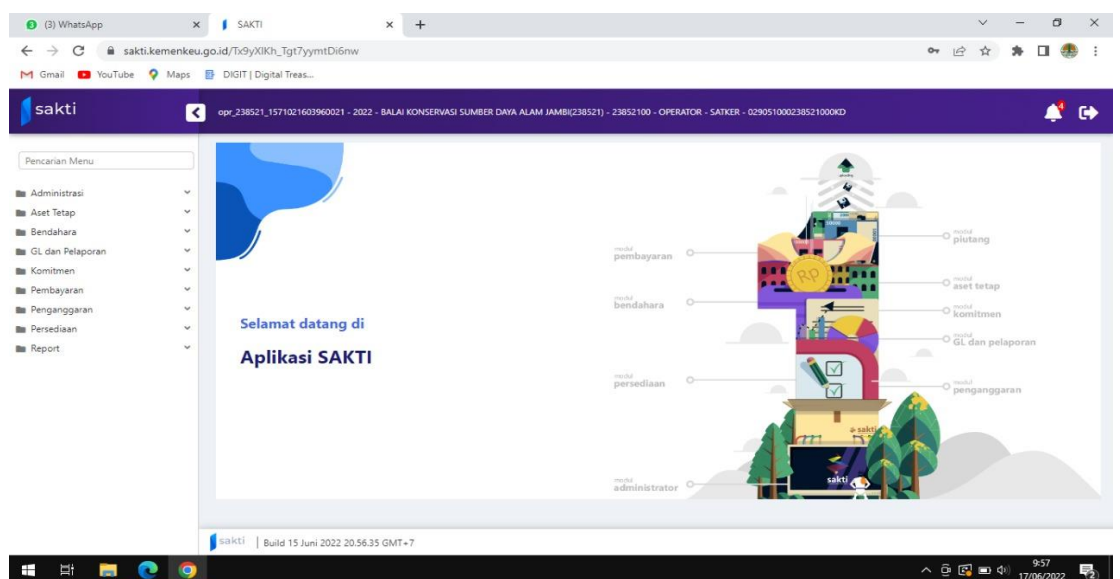 (3) WhatsApp
SAKTI
sakti.kemenkeu.go.id/Tx9yXlKh_Tgt7yymtDi6nw
Gmail YouTube Maps DIGIT | Digital Treas...
sakti
opr_238521_1571021603960021 - 2022 - BALAI KONSERVASI SUMBER DAYA ALAM JAMBI(238521) - 23852100 - OPERATOR - SATKER - 029051000238521000KD
4
Pencarian Menu
Administrasi
Aset Tetap
Bendahara
GL dan Pelaporan
Komitmen
Pembayaran
Penganggaran
Persediaan
Report
Selamat datang di
Aplikasi SAKTI
modul
pembayaran
modul
bendahara
modul
persediaan
modul
administrator
modul
piutang
modul
aset tetap
modul
komitmen
modul
GL dan pelaporan
modul
penganggaran
RP
sakti
sakti
sakti | Build 15 Juni 2022 20.56.35 GMT+7
9:57
17/06/2022
2